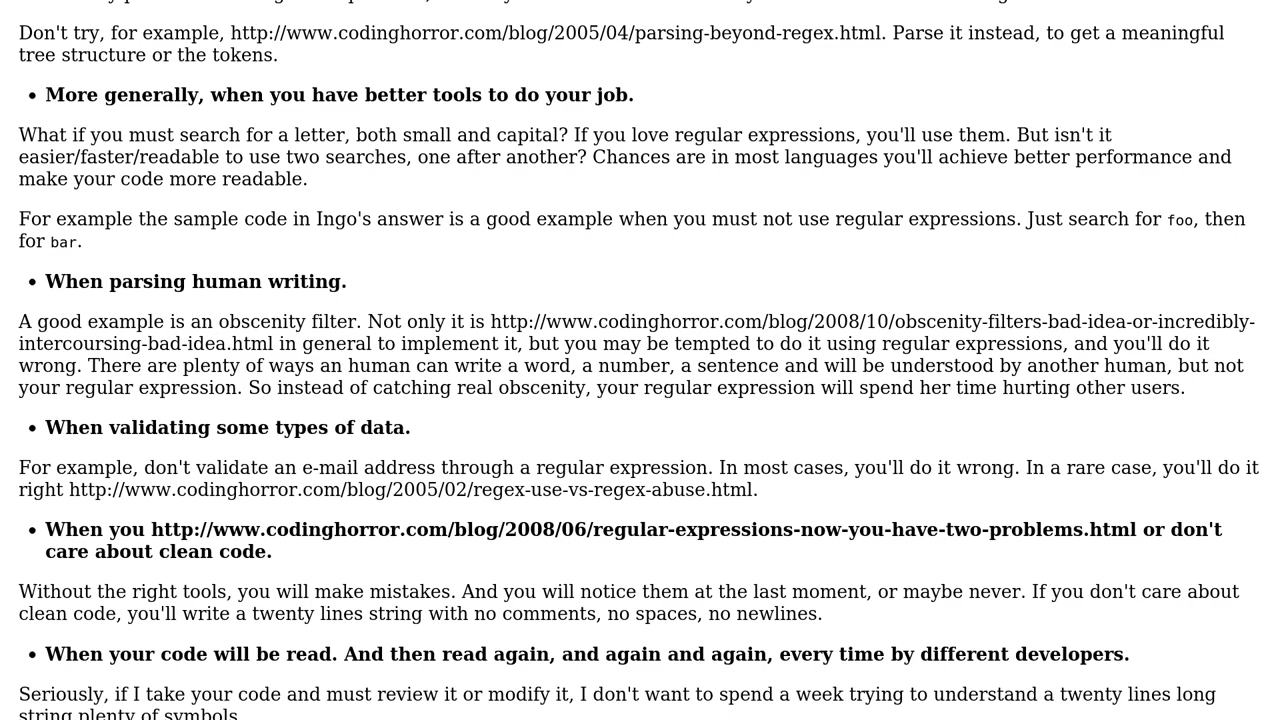 Don't try, for example, http://www.codinghorror.com/blog/2005/04/parsing-beyond-regex.html. Parse it instead, to get a meaningful
tree structure or the tokens.
• More generally, when you have better tools to do your job.
What if you must search for a letter, both small and capital? If you love regular expressions, you'll use them. But isn't it
easier/faster/readable to use two searches, one after another? Chances are in most languages you'll achieve better performance and
make your code more readable.
For example the sample code in Ingo's answer is a good example when you must not use regular expressions. Just search for foo, then
for bar.
• When parsing human writing.
A good example is an obscenity filter. Not only it is http://www.codinghorror.com/blog/2008/10/obscenity-filters-bad-idea-or-incredibly-
intercoursing-bad-idea.html in general to implement it, but you may be tempted to do it using regular expressions, and you'll do it
wrong. There are plenty of ways an human can write a word, a number, a sentence and will be understood by another human, but not
your regular expression. So instead of catching real obscenity, your regular expression will spend her time hurting other users.
• When validating some types of data.
For example, don't validate an e-mail address through a regular expression. In most cases, you'll do it wrong. In a rare case, you'll do it
right http://www.codinghorror.com/blog/2005/02/regex-use-vs-regex-abuse.html.
• When you http://www.codinghorror.com/blog/2008/06/regular-expressions-now-you-have-two-problems.html or don't
care about clean code.
Without the right tools, you will make mistakes. And you will notice them at the last moment, or maybe never. If you don't care about
clean code, you'll write a twenty lines string with no comments, no spaces, no newlines.
• When your code will be read. And then read again, and again and again, every time by different developers.
Seriously, if I take your code and must review it or modify it, I don't want to spend a week trying to understand a twenty lines long
string plenty of symbols.